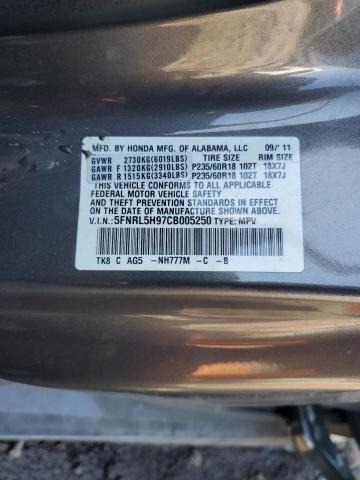 MFD. BY HONDA MFG. OF ALABAMA, LLC 09/'11
GVWR 2730KG(6019LBS) TIRE SIZE RIM SIZE
GAWR F 1320KG(2910LBS) P235/60R18 102T 18X7J
GAWR R 1515KG(3340LBS) P235/60R18 102T 18X7J
THIS VEHICLE CONFORMS TO ALL APPLICABLE
FEDERAL MOTOR VEHICLE SAFETY AND
THEFT PREVENTION STANDARDS IN EFFECT ON
THE DATE OF MANUFACTURE SHOWN ABOVE.
V.I.N.: 5FNRL5H97CB005250 TYPE: MPV
TK8 C AG5 -NH777M -C -B